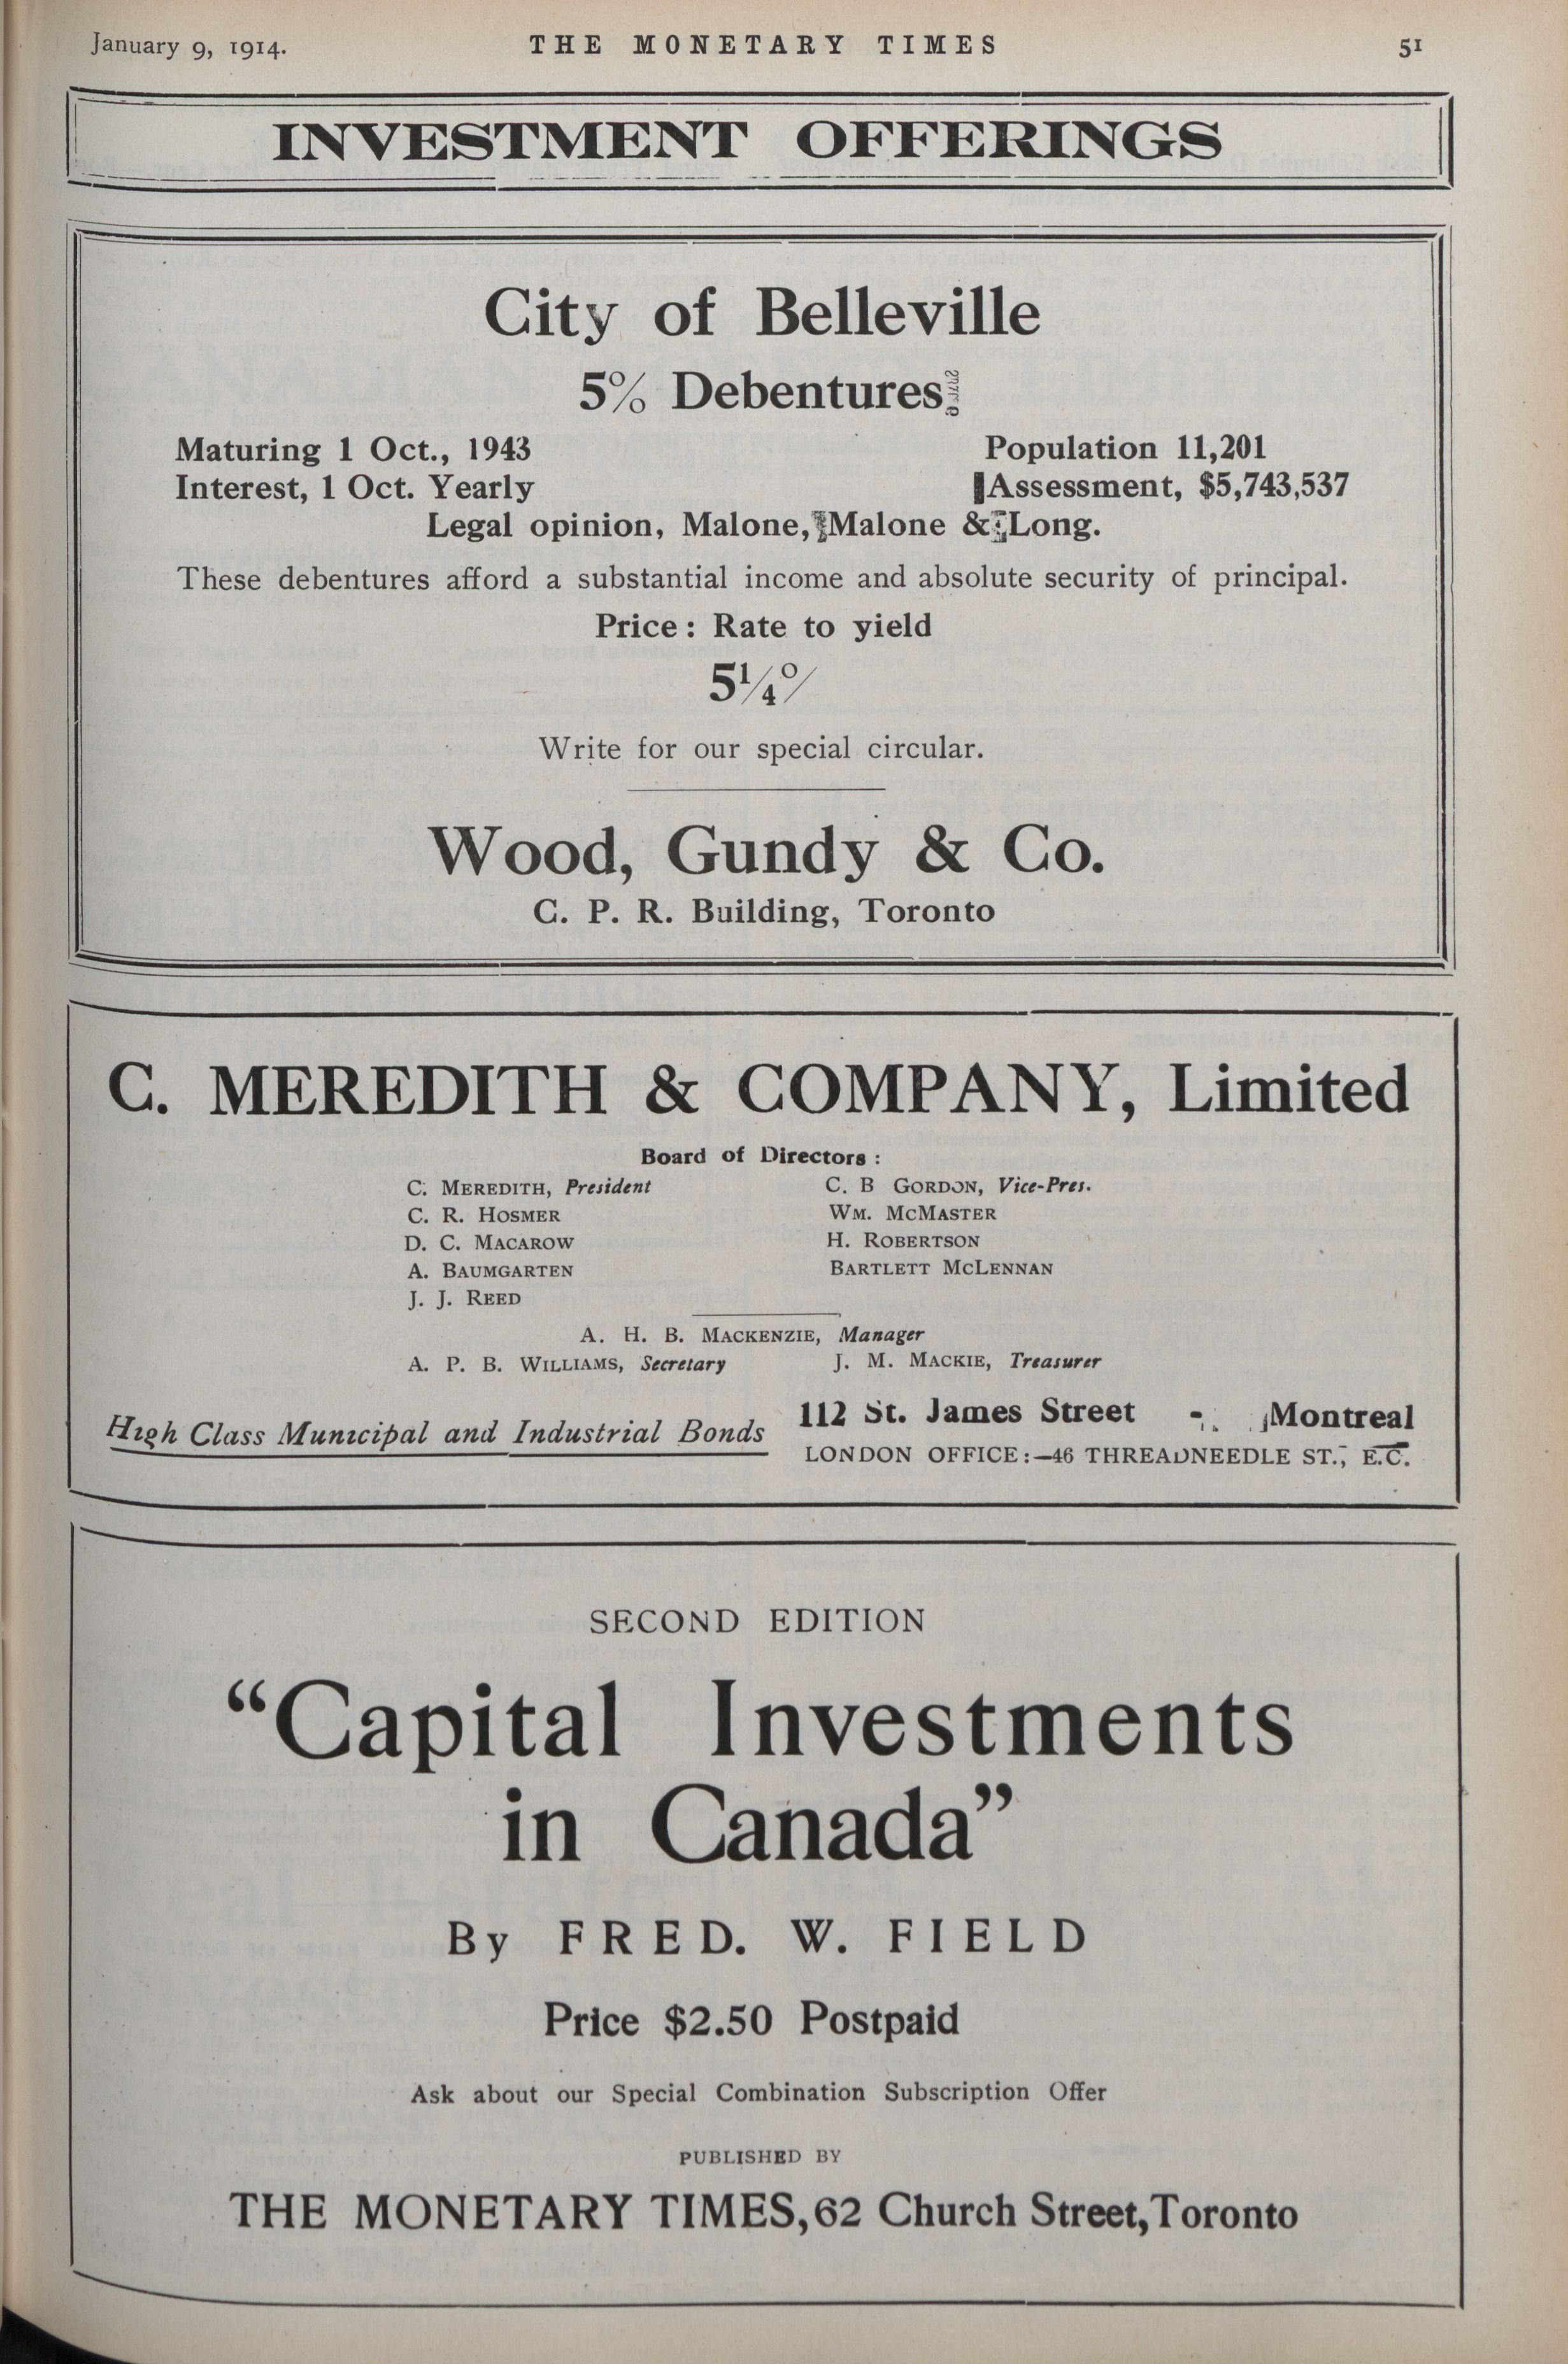 January 9, 1914.
THE MONETARY TIMES
51
INVESTMENT OFFERINGS
City of Belleville
5% Debentures
Maturing 1 Oct., 1943
Population 11,201
Interest, 1 Oct. Yearly
Assessment, $5,743,537
Legal opinion, Malone, Malone & Long.
These debentures afford a substantial income and absolute security of principal.
Price: Rate to yield
5¼%
Write for our special circular.
Wood, Gundy & Co.
C. P. R. Building, Toronto
C. MEREDITH & COMPANY, Limited
Board of Directors:
C. MEREDITH, President
C. B GORDON, Vice-Pres.
C. R. HOSMER
WM. MCMASTER
D. C. MACAROW
H. ROBERTSON
A. BAUMGARTEN
BARTLETT MCLENNAN
J. J. REED
A. H. B. MACKENZIE, Manager
A. P. B. WILLIAMS, Secretary
J. M. MACKIE, Treasurer
High Class Municipal and Industrial Bonds
112 St. James Street - Montreal
LONDON OFFICE:—46 THREADNEEDLE ST., E.C.
SECOND EDITION
“Capital Investments
in Canada”
By FRED. W. FIELD
Price $2.50 Postpaid
Ask about our Special Combination Subscription Offer
PUBLISHED BY
THE MONETARY TIMES, 62 Church Street, Toronto